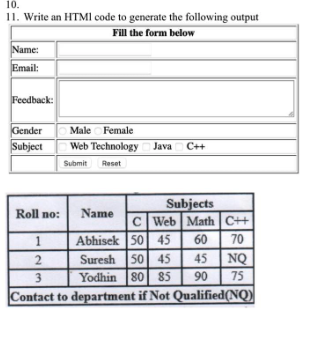 10.
11. Write an HTMl code to generate the following output
Fill the form below
Name:
Email:
Feedback:
Gender Male Female
Subject Web Technology Java C++
Submit Reset
Roll no: Name Subjects
C Web Math C++
1 Abhisek 50 45 60 70
2 Suresh 50 45 45 NQ
3 Yodhin 80 85 90 75
Contact to department if Not Qualified(NQ)